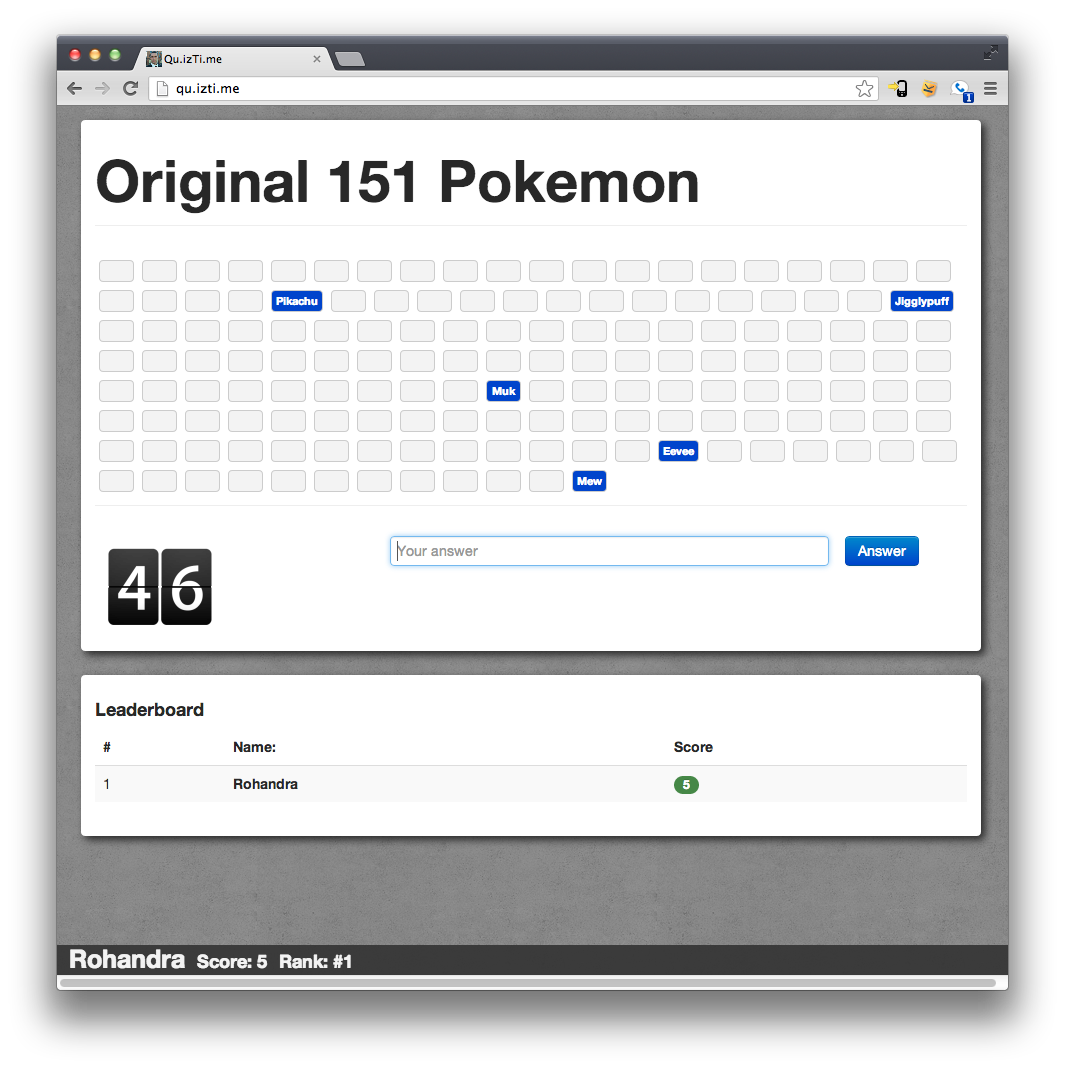 Qu.izTi.me
qu.izti.me
1
Original 151 Pokemon
Pikachu Jigglypuff
Muk
Eevee
Mew
46
Your answer
Answer
Leaderboard
# Name: Score
1 Rohandra 5
Rohandra Score: 5 Rank: #1